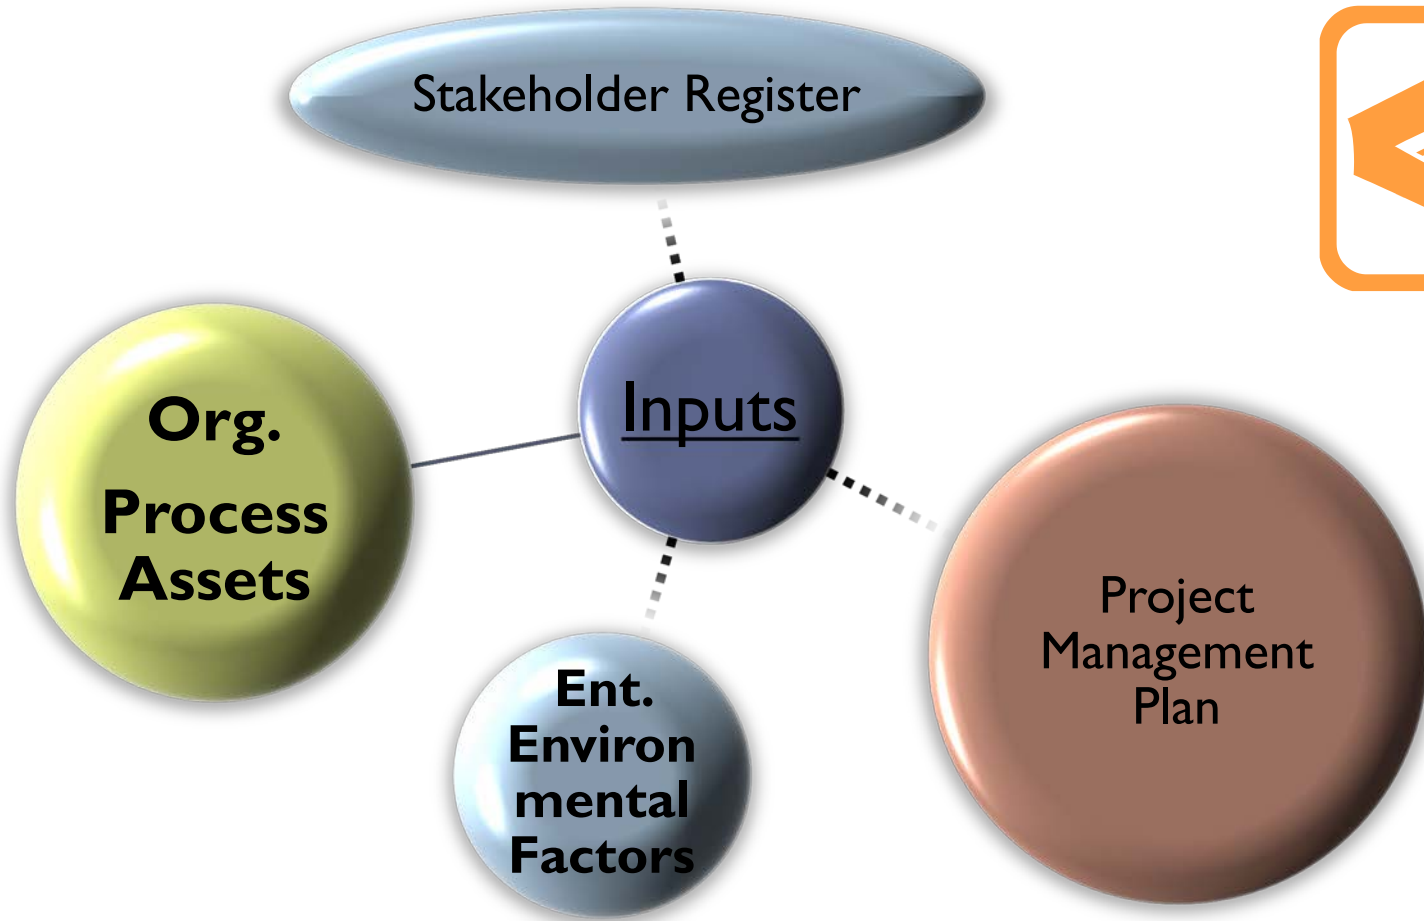 Stakeholder Register
Inputs
Org.
Process
Assets
Project
Management
Plan
Ent.
Environ
mental
Factors